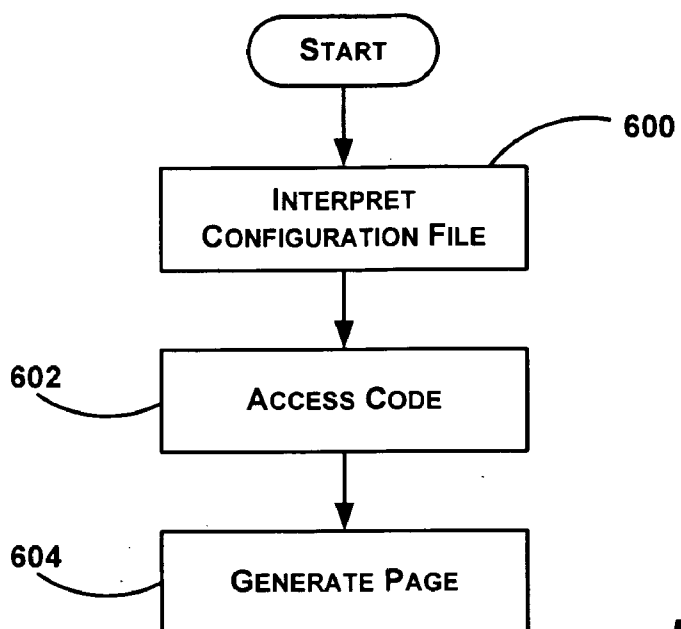 START
600
INTERPRET
CONFIGURATION FILE
602
ACCESS CODE
604
GENERATE PAGE